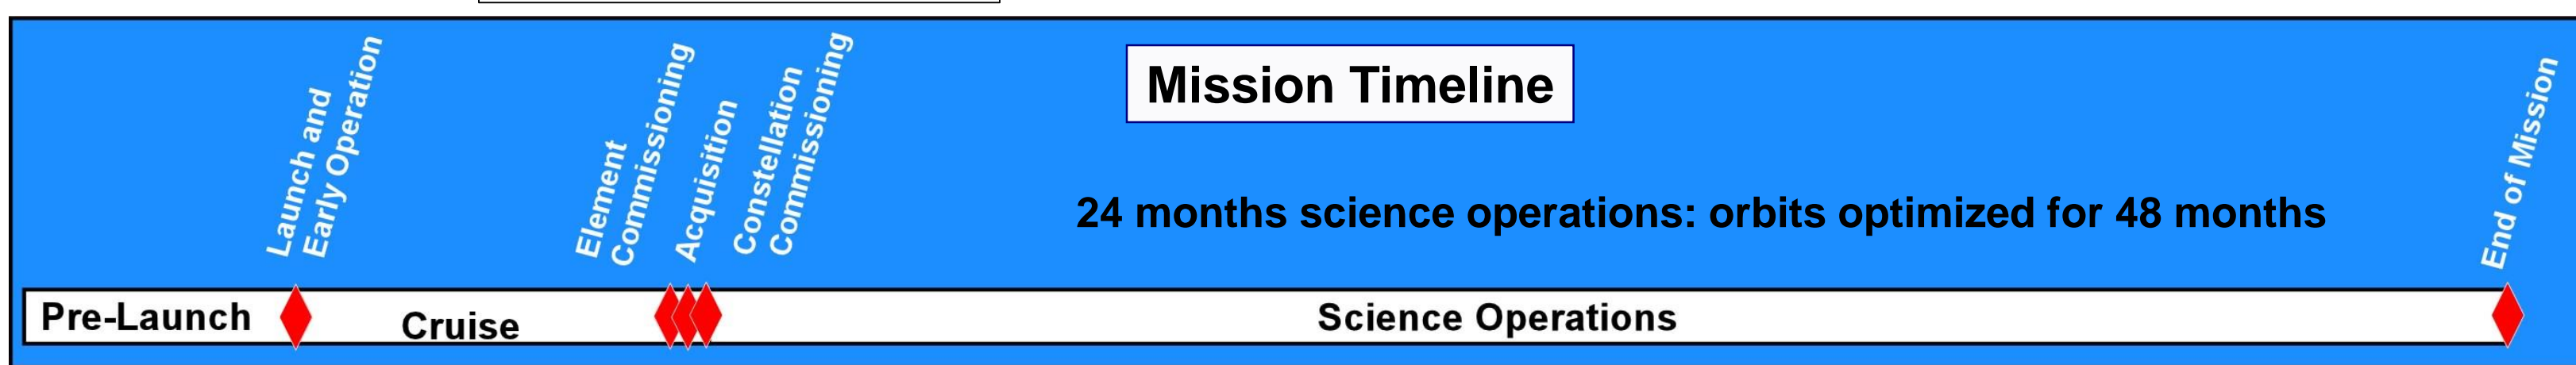 Mission Timeline
Launch and
Early Operation
Element
Commissioning
Acquisition
Constellation
Commissioning
End of Mission
24 months science operations: orbits optimized for 48 months
Pre-Launch
Cruise
Science Operations